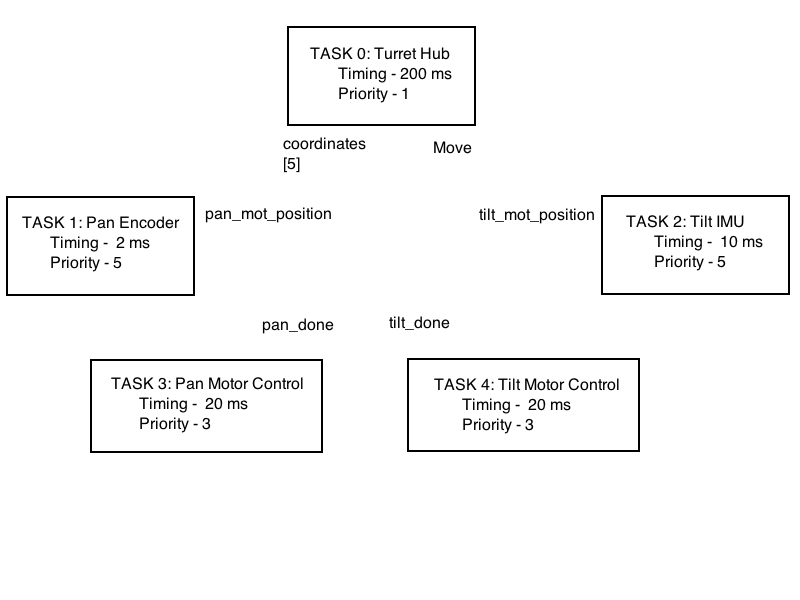 TASK 0: Turret Hub
Timing - 200 ms
Priority - 1
coordinates
[5]
Move
TASK 1: Pan Encoder
Timing -  2 ms
Priority - 5
pan_mot_position
tilt_mot_position
TASK 2: Tilt IMU
Timing -  10 ms
Priority - 5
pan_done
tilt_done
TASK 3: Pan Motor Control
Timing -  20 ms
Priority - 3
TASK 4: Tilt Motor Control
Timing -  20 ms
Priority - 3